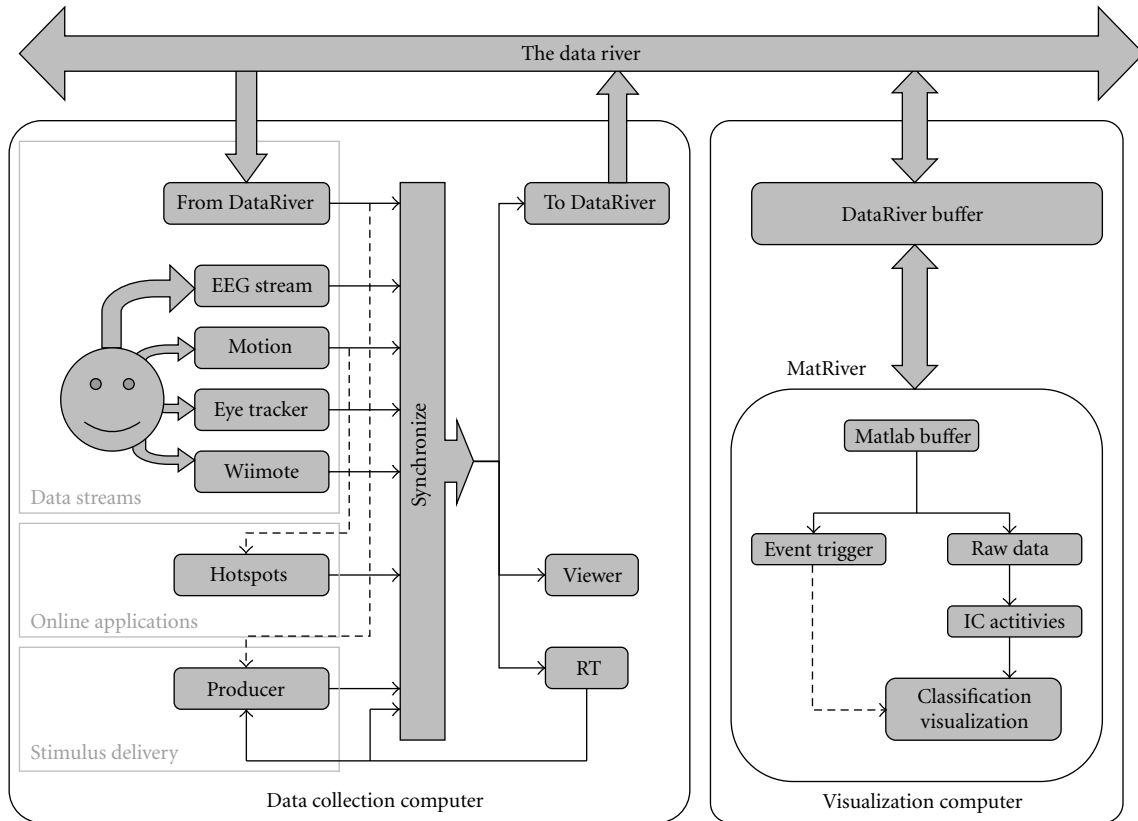 The data river
From DataRiver
To DataRiver
EEG stream
Motion
Eye tracker
Wiimote
Data streams
Synchronize
Hotspots
Online applications
Viewer
Producer
RT
Stimulus delivery
Data collection computer
DataRiver buffer
MatRiver
Matlab buffer
Event trigger
Raw data
IC actitivies
Classification
visualization
Visualization computer